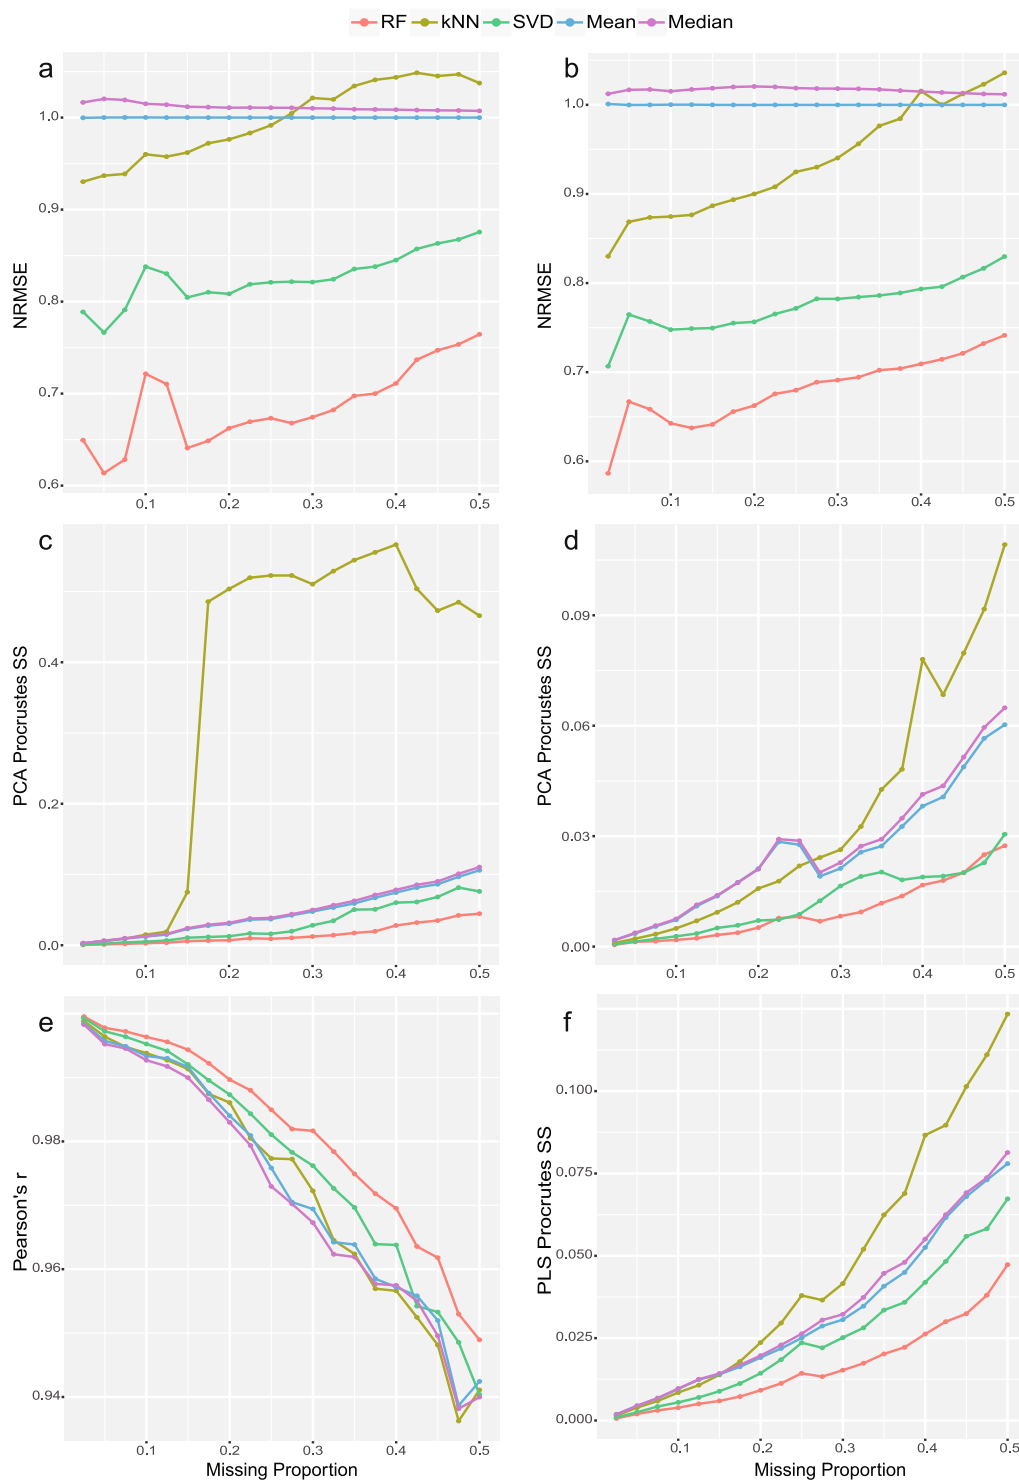 RF kNN SVD Mean Median
a
NRMSE
1.0
0.9
0.8
0.7
0.6
0.1 0.2 0.3 0.4 0.5
b
NRMSE
1.0
0.9
0.8
0.7
0.6
0.1 0.2 0.3 0.4 0.5
c
PCA Procrustes SS
0.4
0.2
0.0
0.1 0.2 0.3 0.4 0.5
d
PCA Procrustes SS
0.09
0.06
0.03
0.00
0.1 0.2 0.3 0.4 0.5
e
Pearson's r
0.98
0.96
0.94
0.1 0.2 0.3 0.4 0.5
Missing Proportion
f
PLS Procrutes SS
0.100
0.075
0.050
0.025
0.000
0.1 0.2 0.3 0.4 0.5
Missing Proportion